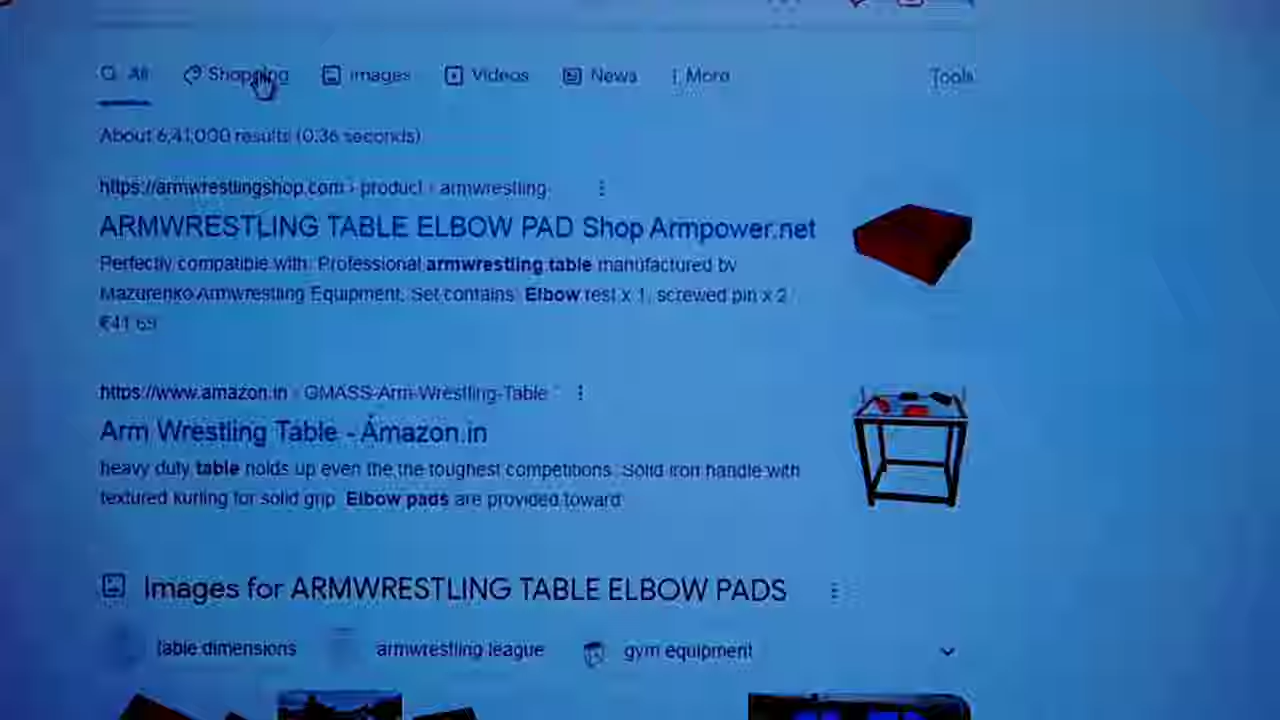 All Shopping Images Videos News More Tools
About 6,41,000 results (0.36 seconds)
https://armwrestlingshop.com › product › armwrestling-
ARMWRESTLING TABLE ELBOW PAD Shop Armpower.net
Perfectly compatible with: Professional armwrestling table manufactured by
Mazurenko Armwrestling Equipment. Set contains: Elbow rest x 1, screwed pin x 2
€41.69
https://www.amazon.in › GMASS-Arm-Wrestling-Table
Arm Wrestling Table - Amazon.in
heavy duty table holds up even the the toughest competitions. Solid iron handle with
textured kurling for solid grip. Elbow pads are provided toward
Images for ARMWRESTLING TABLE ELBOW PADS
table dimensions armwrestling league gym equipment